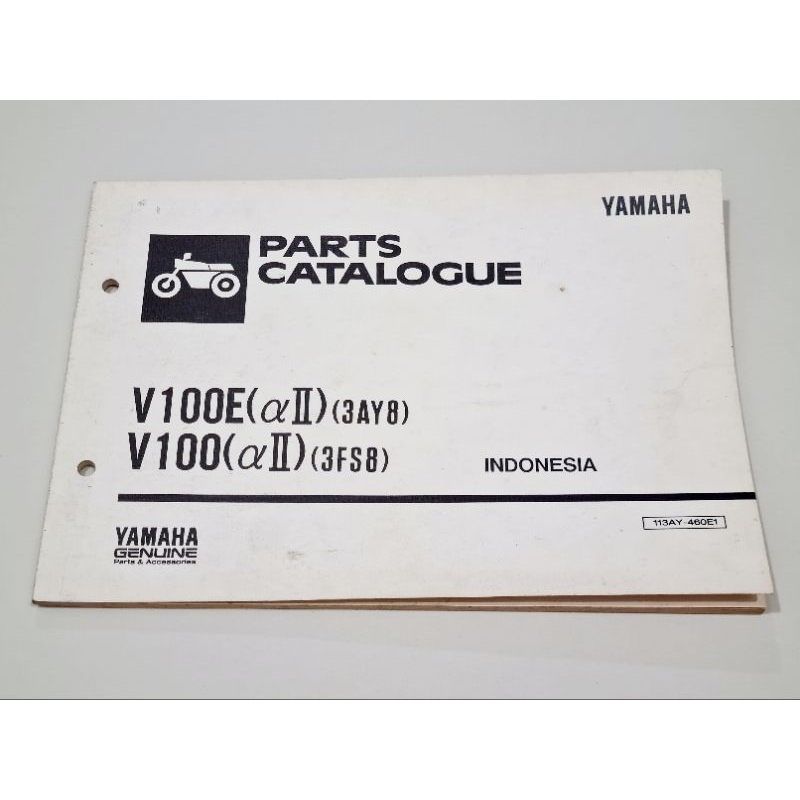 YAMAHA
PARTS
CATALOGUE
V100E(αII)(3AY8)
V100(αII)(3FS8)
INDONESIA
113AY-460E1
YAMAHA
GENUINE
Parts & Accessories